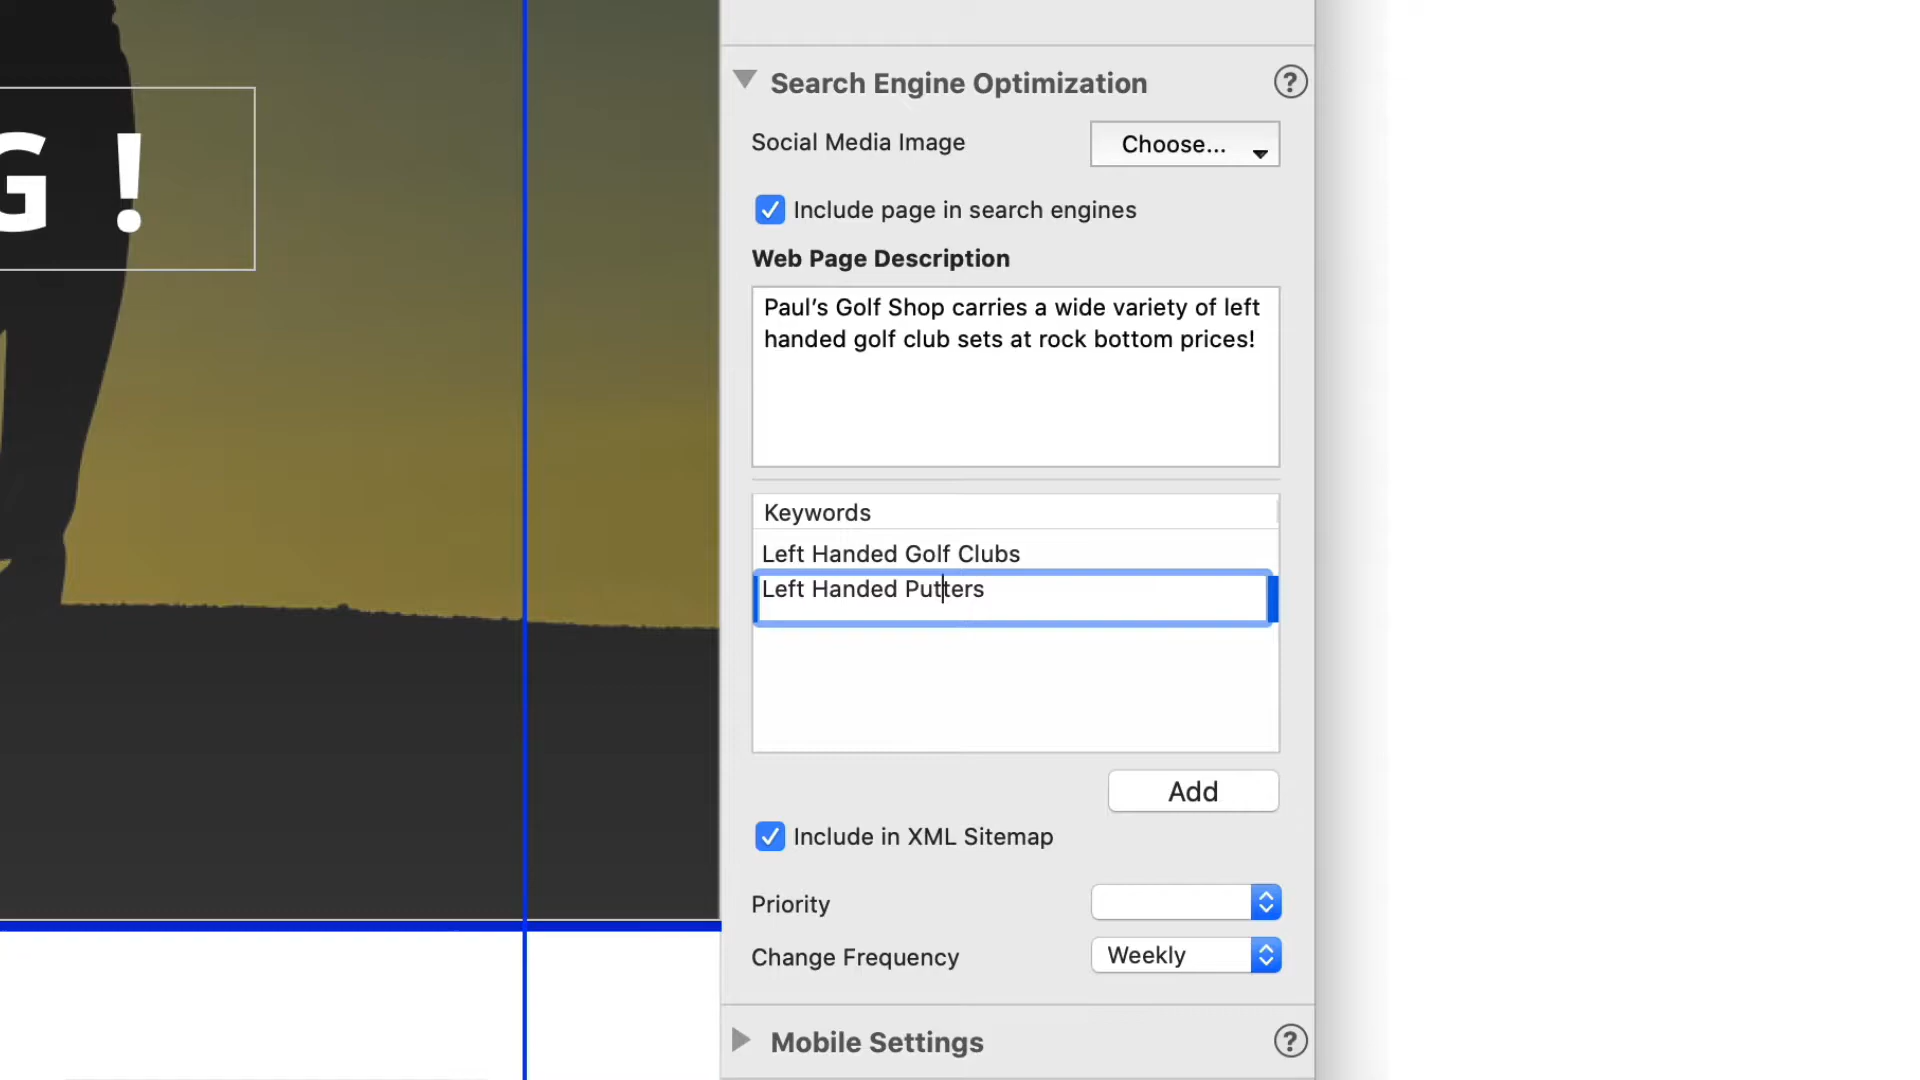 G !
Search Engine Optimization ?
Social Media Image Choose...
Include page in search engines
Web Page Description
Paul’s Golf Shop carries a wide variety of left
handed golf club sets at rock bottom prices!
Keywords
Left Handed Golf Clubs
Left Handed Putters
Add
Include in XML Sitemap
Priority
Change Frequency Weekly
Mobile Settings ?